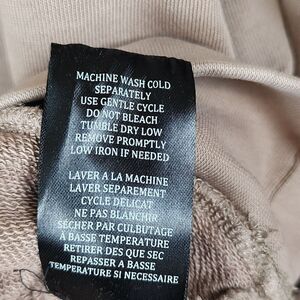 MACHINE WASH COLD
SEPARATELY
USE GENTLE CYCLE
DO NOT BLEACH
TUMBLE DRY LOW
REMOVE PROMPTLY
LOW IRON IF NEEDED
LAVER A LA MACHINE
LAVER SEPAREMENT
CYCLE DELICAT
NE PAS BLANCHIR
SÉCHER PAR CULBUTAGE
À BASSE TEMPERATURE
RETIRER DES QUE SEC
REPASSER A BASSE
TEMPERATURE SI NECESSAIRE